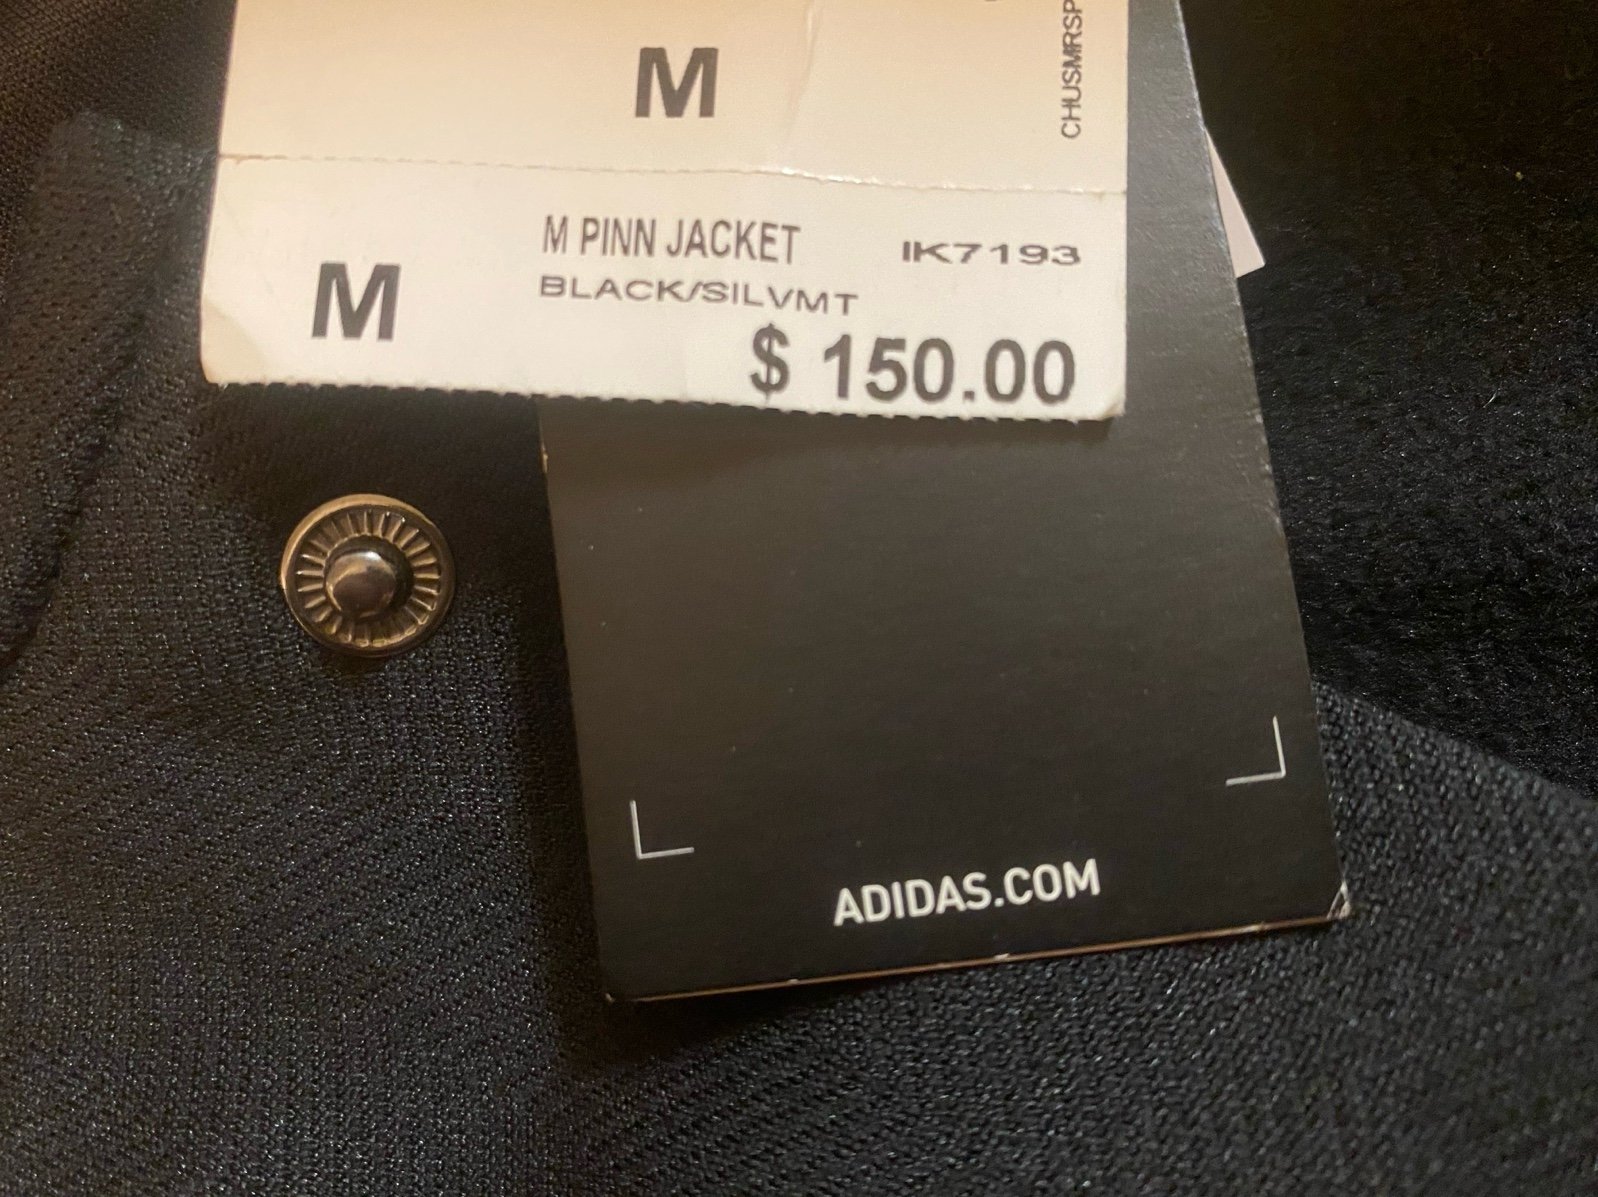 M
CHUSMRSP
M PINN JACKET IK7193
BLACK/SILVMT
M
$ 150.00
ADIDAS.COM